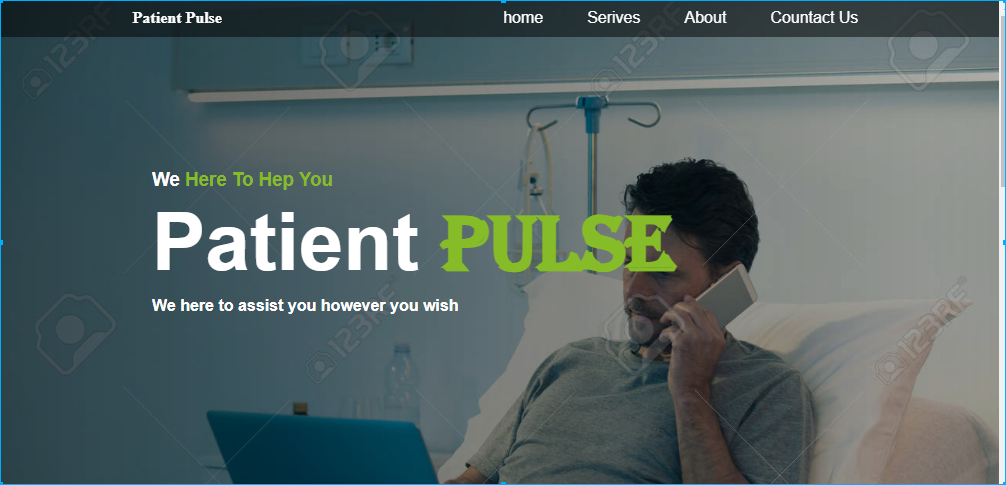 Patient Pulse
home Serives About Countact Us
We Here To Hep You
Patient PULSE
We here to assist you however you wish
123RF
123RF
123RF
123RF
123RF